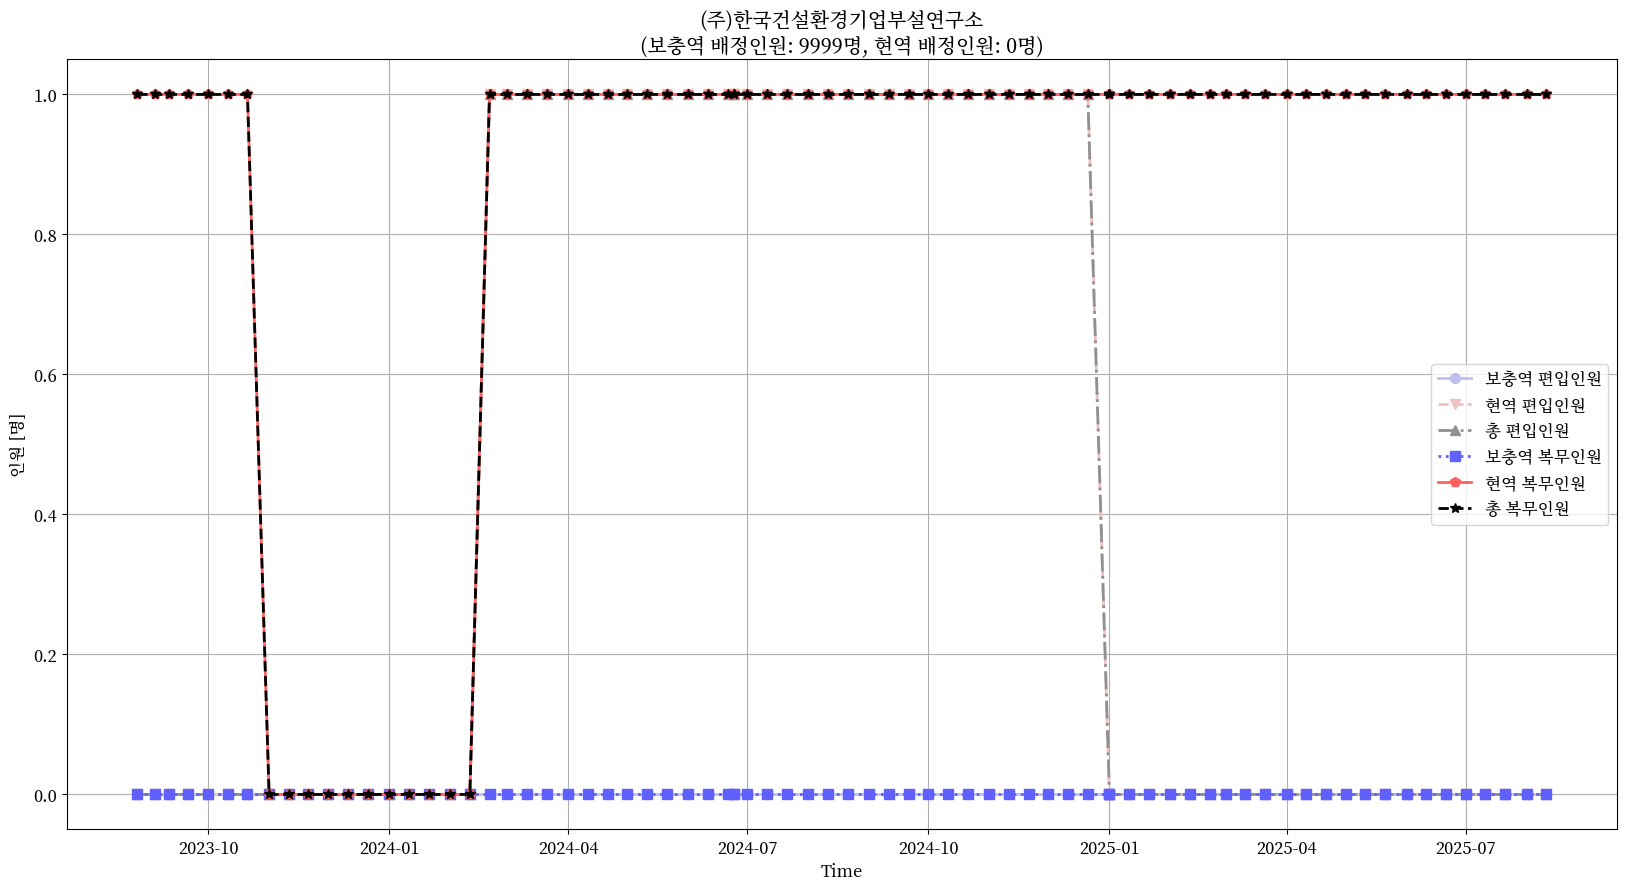 (주)한국건설환경기업부설연구소
(보충역 배정인원: 9999명, 현역 배정인원: 0명)
인원 [명]
1.0
0.8
0.6
0.4
0.2
0.0
보충역 편입인원
현역 편입인원
총 편입인원
보충역 복무인원
현역 복무인원
총 복무인원
2023-10
2024-01
2024-04
2024-07
2024-10
2025-01
2025-04
2025-07
Time